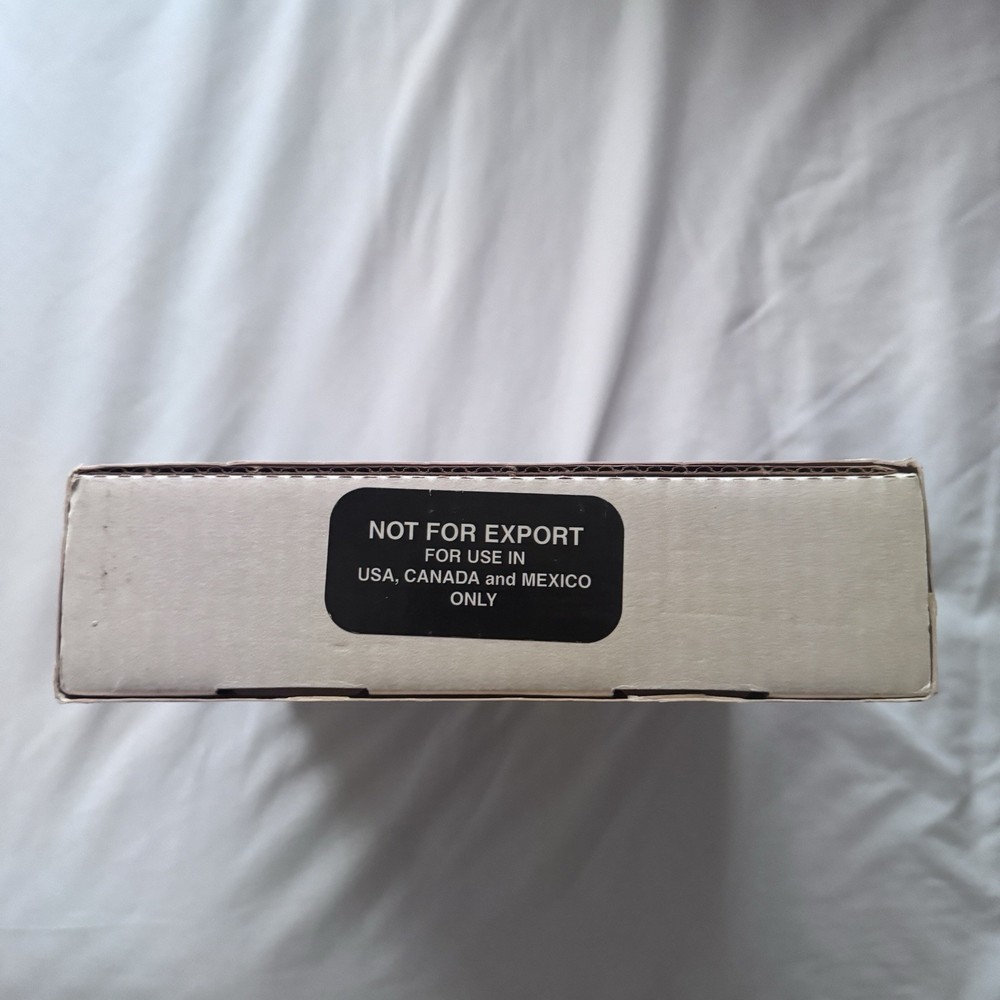 NOT FOR EXPORT
FOR USE IN
USA, CANADA and MEXICO
ONLY